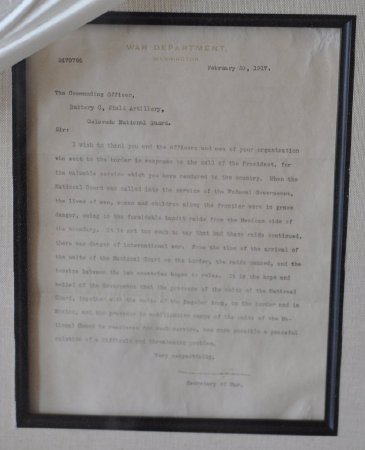 WAR DEPARTMENT,
WASHINGTON
February 20, 1917.
The Commanding Officer,
Battery C, Field Artillery,
Colorado National Guard.
Sir:
I wish to thank you and the officers and men of your organization
who went to the border in response to the call of the President, for
the valuable service which you have rendered to the country. When the
National Guard was called into the service of the Federal Government,
the lives of men, women and children along the frontier were in grave
danger, owing to the formidable bandit raids from the Mexican side of
the boundary. It is not too much to say that had these raids continued,
there was danger of international war. From the time of the arrival of
the units of the National Guard on the border, the raids ceased, and the
tension between the two countries began to relax. It is the hope and
belief of the Government that the presence of the units of the National
Guard, together with the units of the Regular Army, on the border and in
Mexico, and the presence in mobilization camps of the units of the Na-
tional Guard in readiness for such service, has made possible a peaceful
solution of a difficult and threatening problem.
Very respectfully,
Secretary of War.